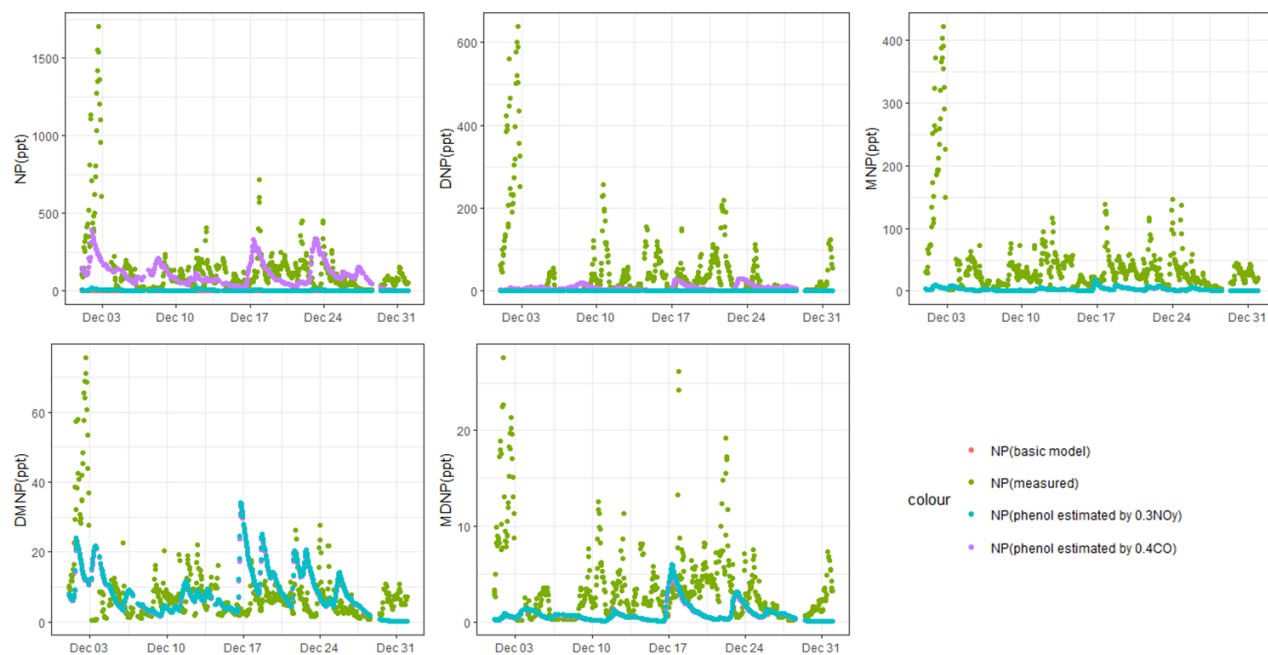 NP(ppt)
1500
1000
500
0
Dec 03 Dec 10 Dec 17 Dec 24 Dec 31
DNP(ppt)
600
400
200
0
Dec 03 Dec 10 Dec 17 Dec 24 Dec 31
MNP(ppt)
400
300
200
100
0
Dec 03 Dec 10 Dec 17 Dec 24 Dec 31
DMNP(ppt)
60
40
20
0
Dec 03 Dec 10 Dec 17 Dec 24 Dec 31
MDNP(ppt)
20
10
0
Dec 03 Dec 10 Dec 17 Dec 24 Dec 31
colour
NP(basic model)
NP(measured)
NP(phenol estimated by 0.3NOy)
NP(phenol estimated by 0.4CO)